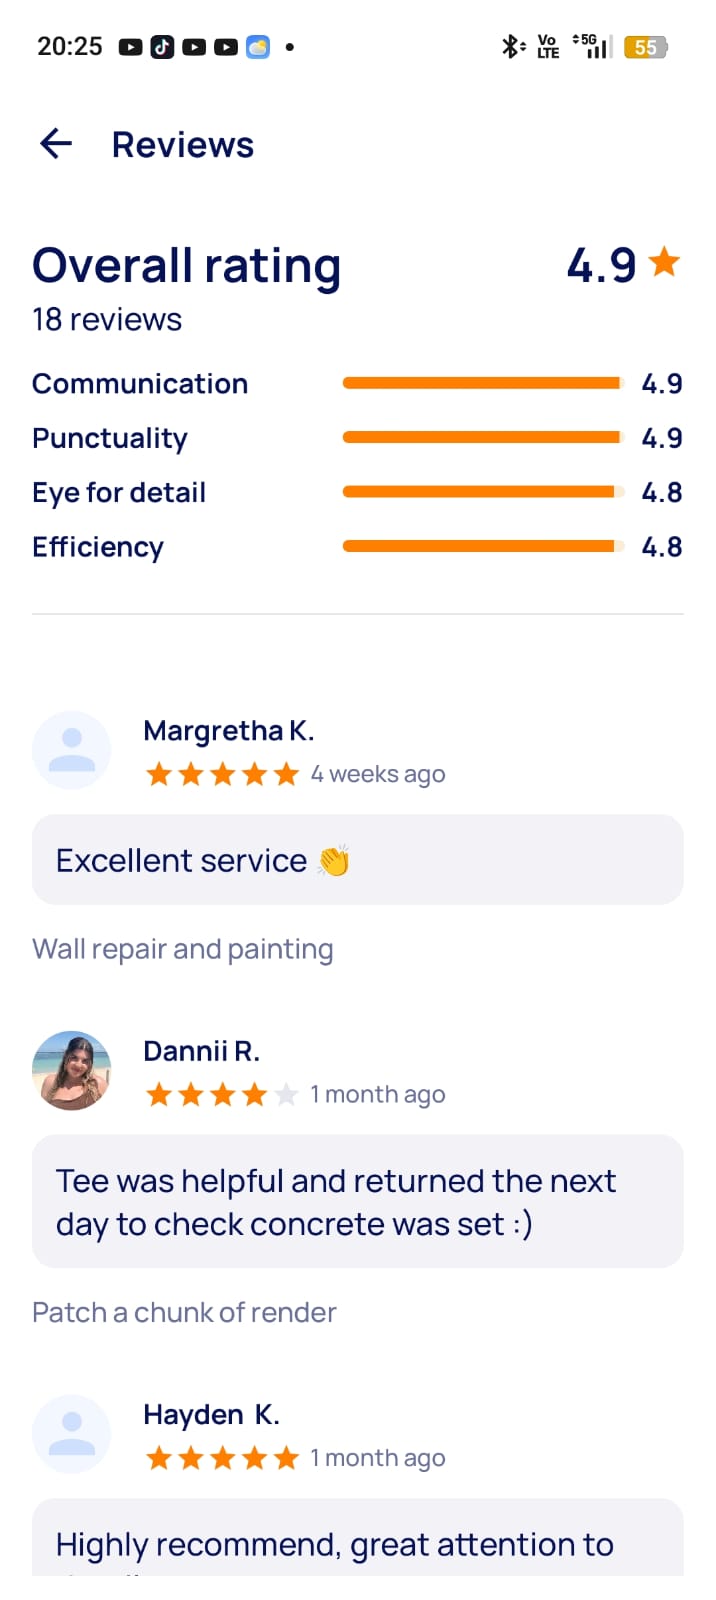 20:25
Vo
LTE
5G
55
Reviews
Overall rating
4.9
18 reviews
Communication 4.9
Punctuality 4.9
Eye for detail 4.8
Efficiency 4.8
Margretha K.
4 weeks ago
Excellent service 👏
Wall repair and painting
Dannii R.
1 month ago
Tee was helpful and returned the next
day to check concrete was set :)
Patch a chunk of render
Hayden K.
1 month ago
Highly recommend, great attention to